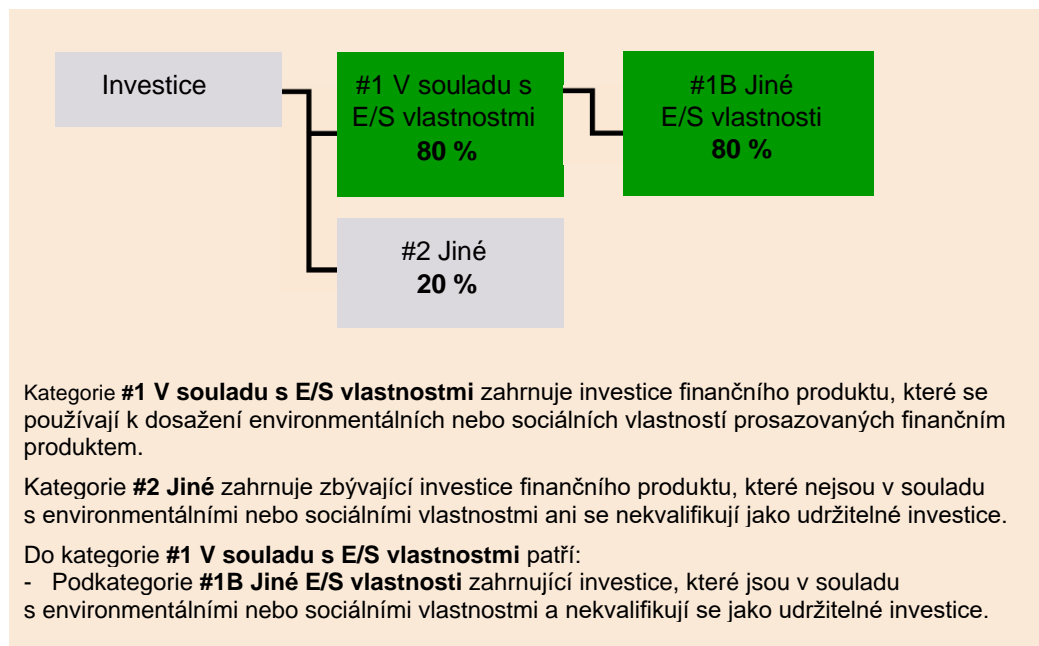 Investice
#1 V souladu s
E/S vlastnostmi
80 %
#1B Jiné
E/S vlastnosti
80 %
#2 Jiné
20 %
Kategorie #1 V souladu s E/S vlastnostmi zahrnuje investice finančního produktu, které se
používají k dosažení environmentálních nebo sociálních vlastností prosazovaných finančním
produktem.
Kategorie #2 Jiné zahrnuje zbývající investice finančního produktu, které nejsou v souladu
s environmentálními nebo sociálními vlastnostmi ani se nekvalifikují jako udržitelné investice.
Do kategorie #1 V souladu s E/S vlastnostmi patří:
- Podkategorie #1B Jiné E/S vlastnosti zahrnující investice, které jsou v souladu
s environmentálními nebo sociálními vlastnostmi a nekvalifikují se jako udržitelné investice.